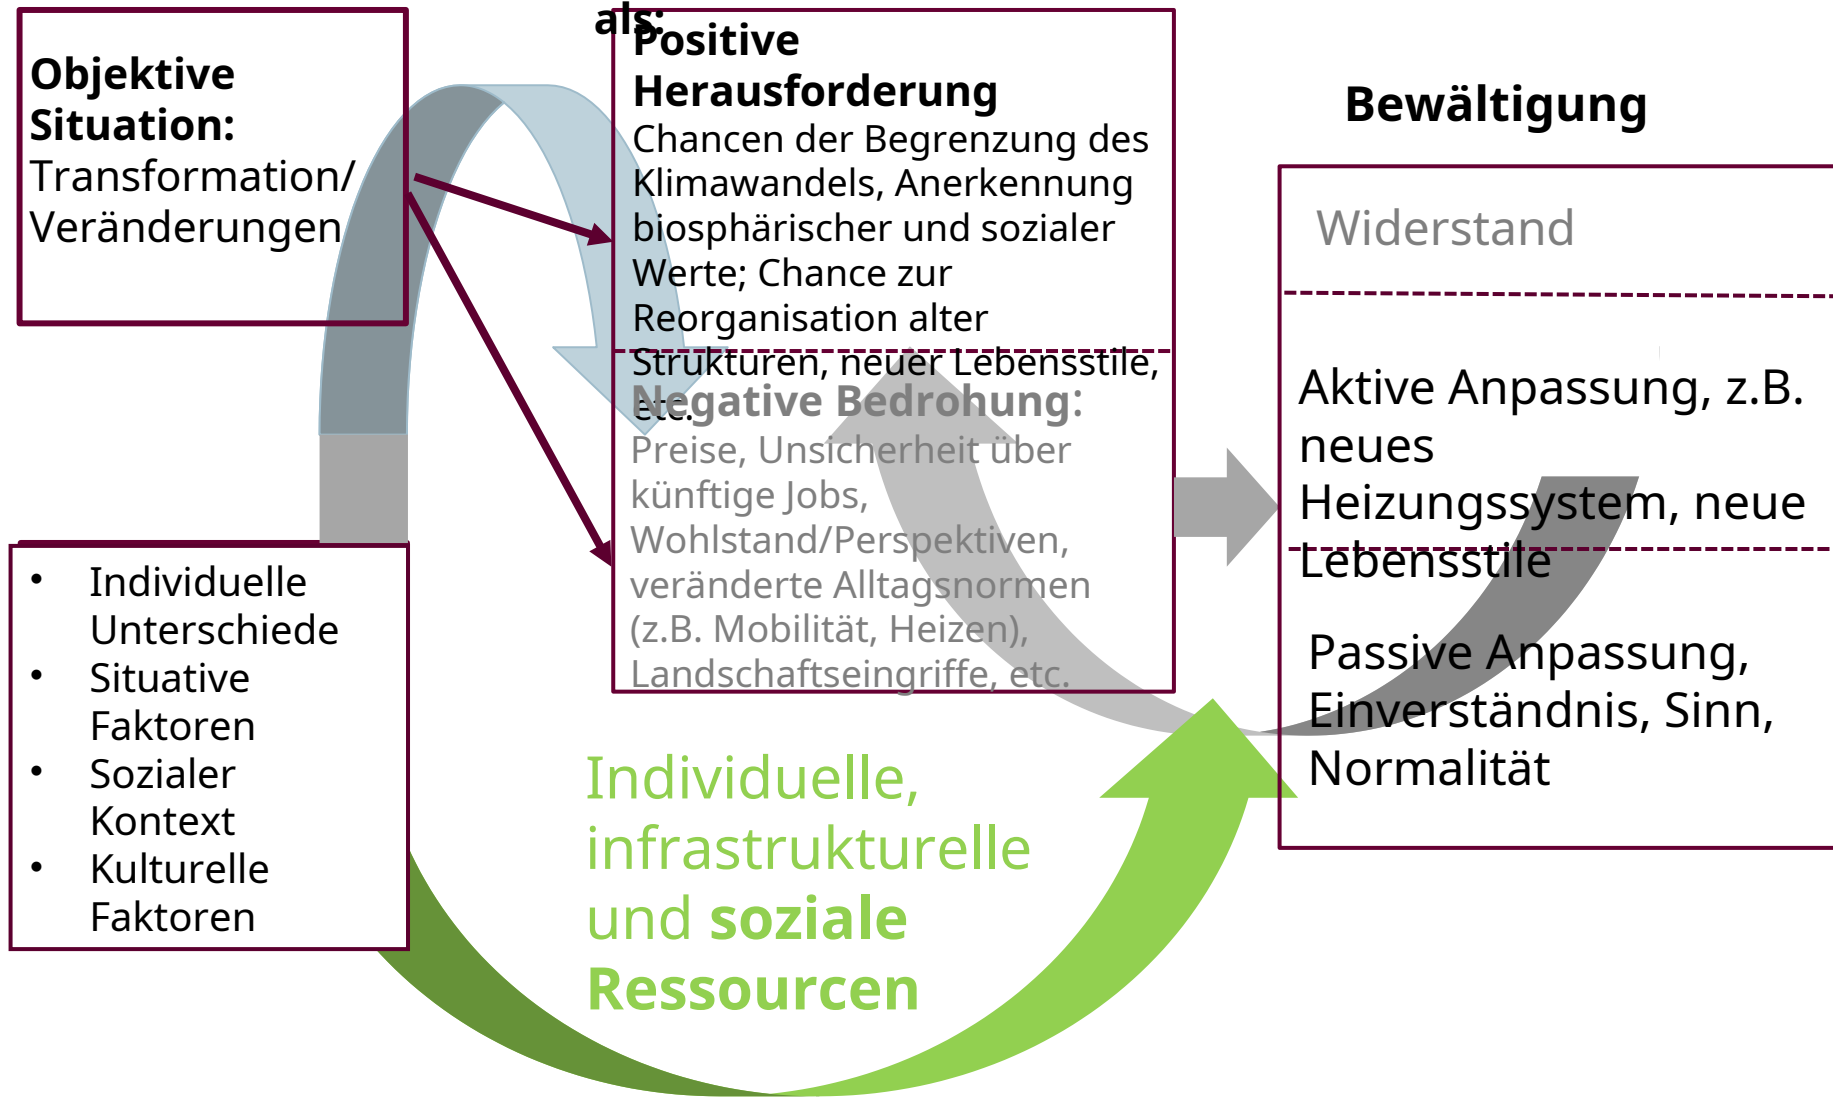 Objektive
Situation:
Transformation/
Veränderungen
Individuelle
Unterschiede
Situative
Faktoren
Sozialer
Kontext
Kulturelle
Faktoren
als:
Positive
Herausforderung
Chancen der Begrenzung des
Klimawandels, Anerkennung
biosphärischer und sozialer
Werte; Chance zur
Reorganisation alter
Strukturen, neuer Lebensstile,
etc.
Negative Bedrohung:
Preise, Unsicherheit über
künftige Jobs,
Wohlstand/Perspektiven,
veränderte Alltagsnormen
(z.B. Mobilität, Heizen),
Landschaftseingriffe, etc.
Individuelle,
infrastrukturelle
und soziale
Ressourcen
Bewältigung
Widerstand
Aktive Anpassung, z.B.
neues
Heizungssystem, neue
Lebensstile
Passive Anpassung,
Einverständnis, Sinn,
Normalität